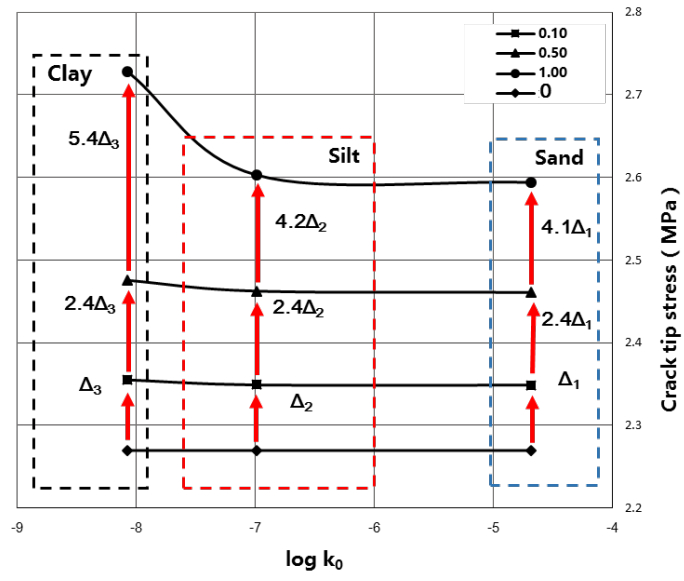 2.8
0.10
0.50
1.00
0
Clay
2.7
5.4Δ₃
Silt
Sand
2.6
4.2Δ₂
4.1Δ₁
2.5
2.4Δ₃
2.4Δ₂
2.4Δ₁
2.4
Δ₃
Δ₂
Δ₁
2.3
2.2
-9 -8 -7 -6 -5 -4
log k₀
Crack tip stress ( MPa )